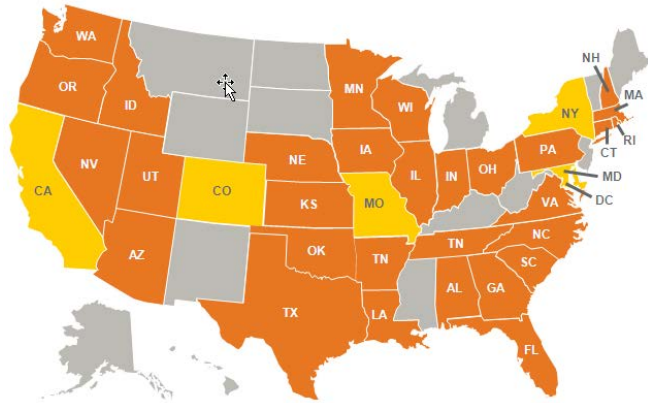 WA
OR
ID
NV
UT
CA
AZ
CO
NE
KS
OK
TX
MN
IA
MO
TN
LA
WI
IL
IN
OH
TN
AL
GA
FL
SC
NC
VA
PA
NY
NH
MA
RI
CT
MD
DC